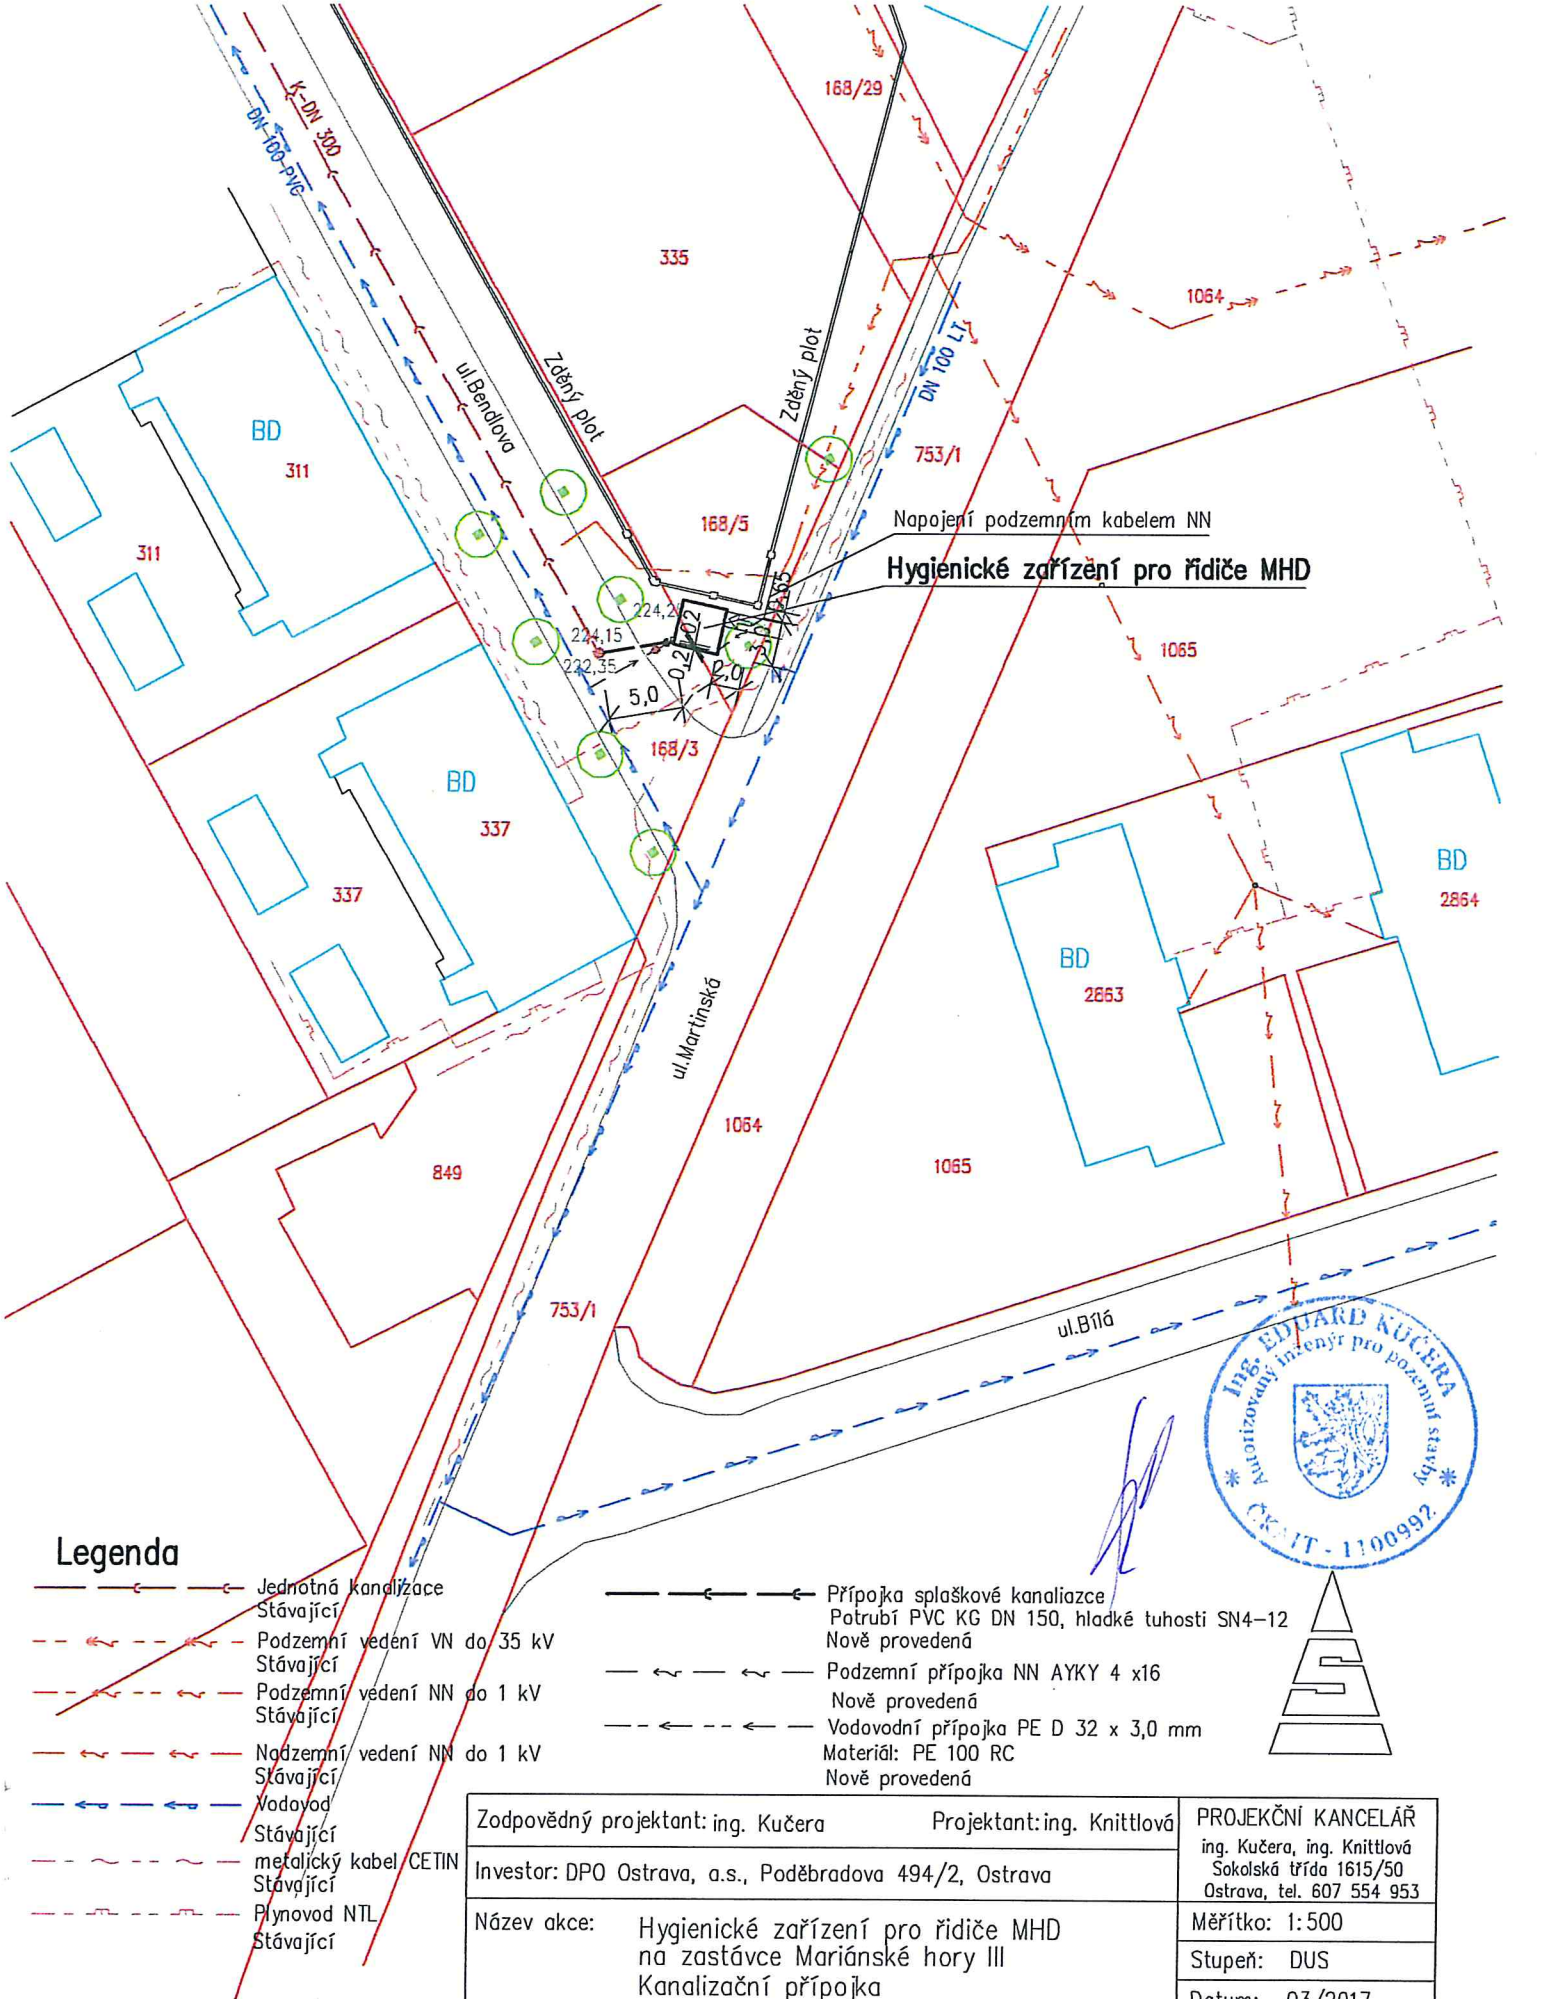 K-DN 300
DN 100 PVC
168/29
335
1064
Zděný plot
ul.Bendlova
Zděný plot
DN 100 LT
BD
311
753/1
168/5
Napojení podzemním kabelem NN
311
Hygienické zařízení pro řidiče MHD
224,15
222,35
0,2
2,0
5,0
1065
168/3
BD
337
337
BD
2864
BD
2863
ul.Martinská
1064
849
1065
753/1
ul.Bílá
Ing. EDUARD KUČERA
Autorizovaný inženýr pro pozemní stavby
ČKAIT - 1100992
Legenda
Jednotná kanalizace
Stávající
Podzemní vedení VN do 35 kV
Stávající
Podzemní vedení NN do 1 kV
Stávající
Nadzemní vedení NN do 1 kV
Stávající
Vodovod
Stávající
metalický kabel CETIN
Stávající
Plynovod NTL
Stávající
Přípojka splaškové kanaliazce
Potrubí PVC KG DN 150, hladké tuhosti SN4-12
Nově provedená
Podzemní přípojka NN AYKY 4 x16
Nově provedená
Vodovodní přípojka PE D 32 x 3,0 mm
Materiál: PE 100 RC
Nově provedená
Zodpovědný projektant: ing. Kučera
Projektant: ing. Knittlová
Investor: DPO Ostrava, a.s., Poděbradova 494/2, Ostrava
Název akce: Hygienické zařízení pro řidiče MHD
na zastávce Mariánské hory III
Kanalizační přípojka
PROJEKČNÍ KANCELÁŘ
ing. Kučera, ing. Knittlová
Sokolská třída 1615/50
Ostrava, tel. 607 554 953
Měřítko: 1:500
Stupeň: DUS
Datum: 03/2017